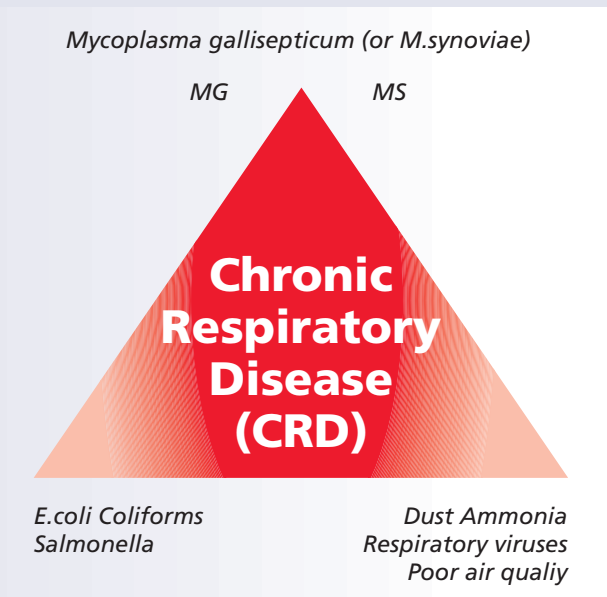 Mycoplasma gallisepticum (or M.synoviae)
MG MS
Chronic
Respiratory
Disease
(CRD)
E.coli Coliforms
Salmonella
Dust Ammonia
Respiratory viruses
Poor air qualiy